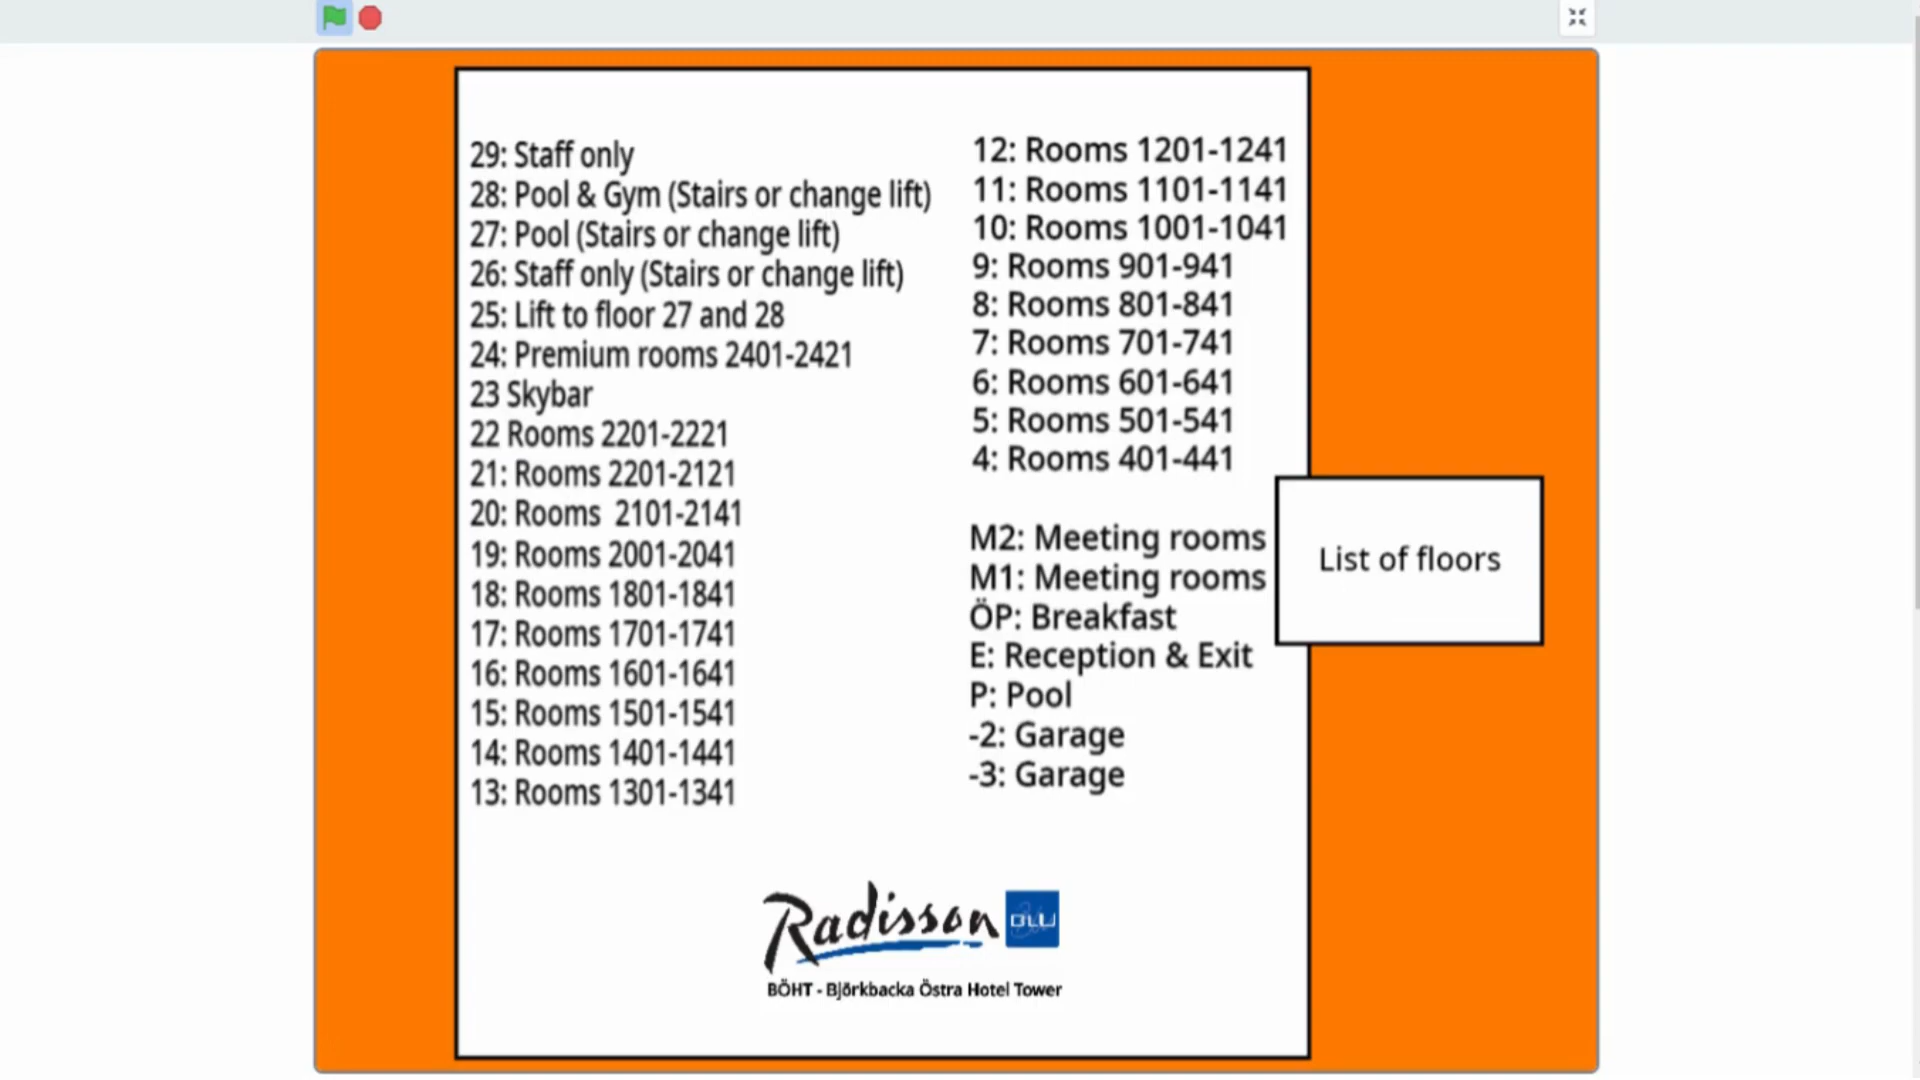 29: Staff only
28: Pool & Gym (Stairs or change lift)
27: Pool (Stairs or change lift)
26: Staff only (Stairs or change lift)
25: Lift to floor 27 and 28
24: Premium rooms 2401-2421
23 Skybar
22 Rooms 2201-2221
21: Rooms 2201-2121
20: Rooms  2101-2141
19: Rooms 2001-2041
18: Rooms 1801-1841
17: Rooms 1701-1741
16: Rooms 1601-1641
15: Rooms 1501-1541
14: Rooms 1401-1441
13: Rooms 1301-1341
12: Rooms 1201-1241
11: Rooms 1101-1141
10: Rooms 1001-1041
9: Rooms 901-941
8: Rooms 801-841
7: Rooms 701-741
6: Rooms 601-641
5: Rooms 501-541
4: Rooms 401-441
M2: Meeting rooms
M1: Meeting rooms
ÖP: Breakfast
E: Reception & Exit
P: Pool
-2: Garage
-3: Garage
List of floors
Radisson BLU
BÖHT - Björkbacka Östra Hotel Tower